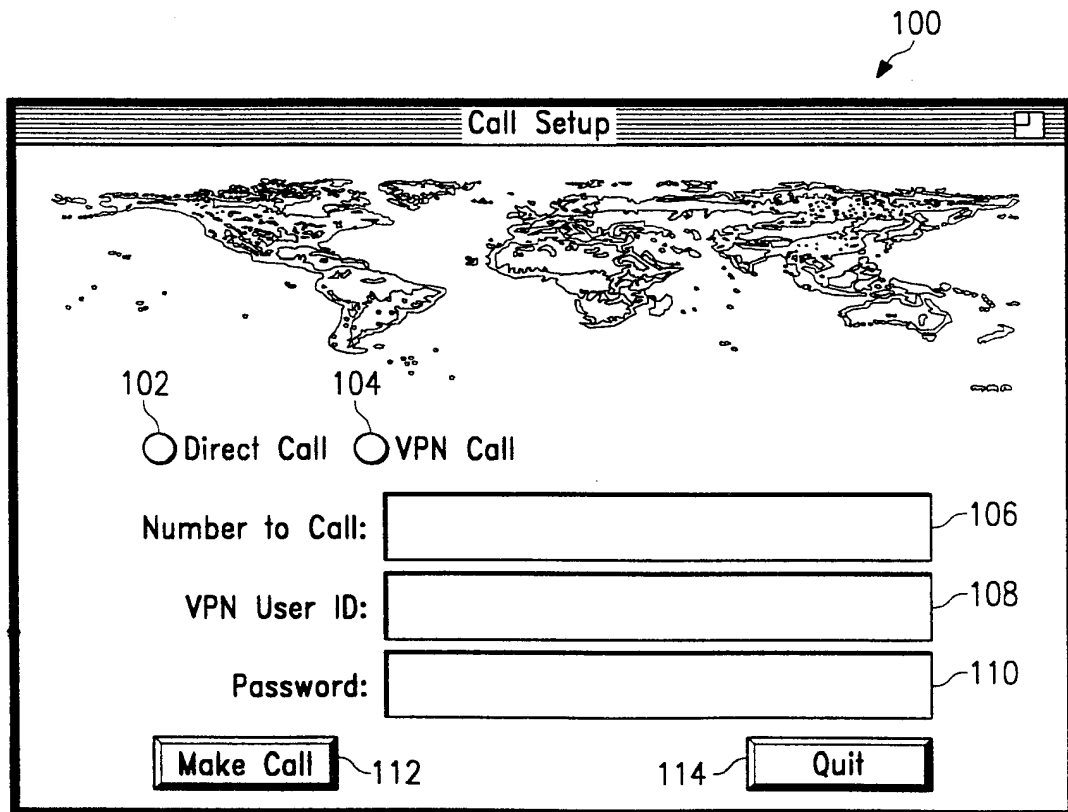 100
Call Setup
102 104
Direct Call VPN Call
Number to Call: 106
VPN User ID: 108
Password: 110
Make Call 112 114 Quit